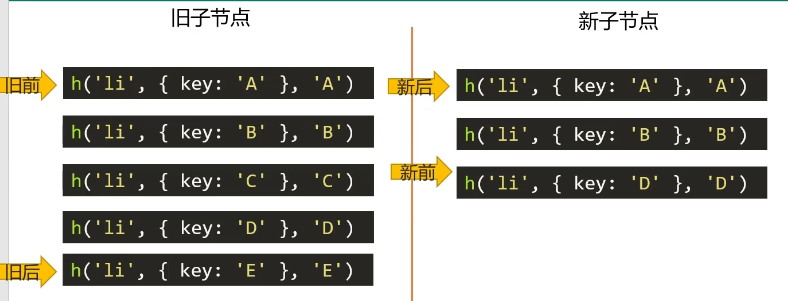 旧子节点
新子节点
旧前
h('li', { key: 'A' }, 'A')
h('li', { key: 'B' }, 'B')
h('li', { key: 'C' }, 'C')
h('li', { key: 'D' }, 'D')
旧后
h('li', { key: 'E' }, 'E')
新后
h('li', { key: 'A' }, 'A')
h('li', { key: 'B' }, 'B')
新前
h('li', { key: 'D' }, 'D')